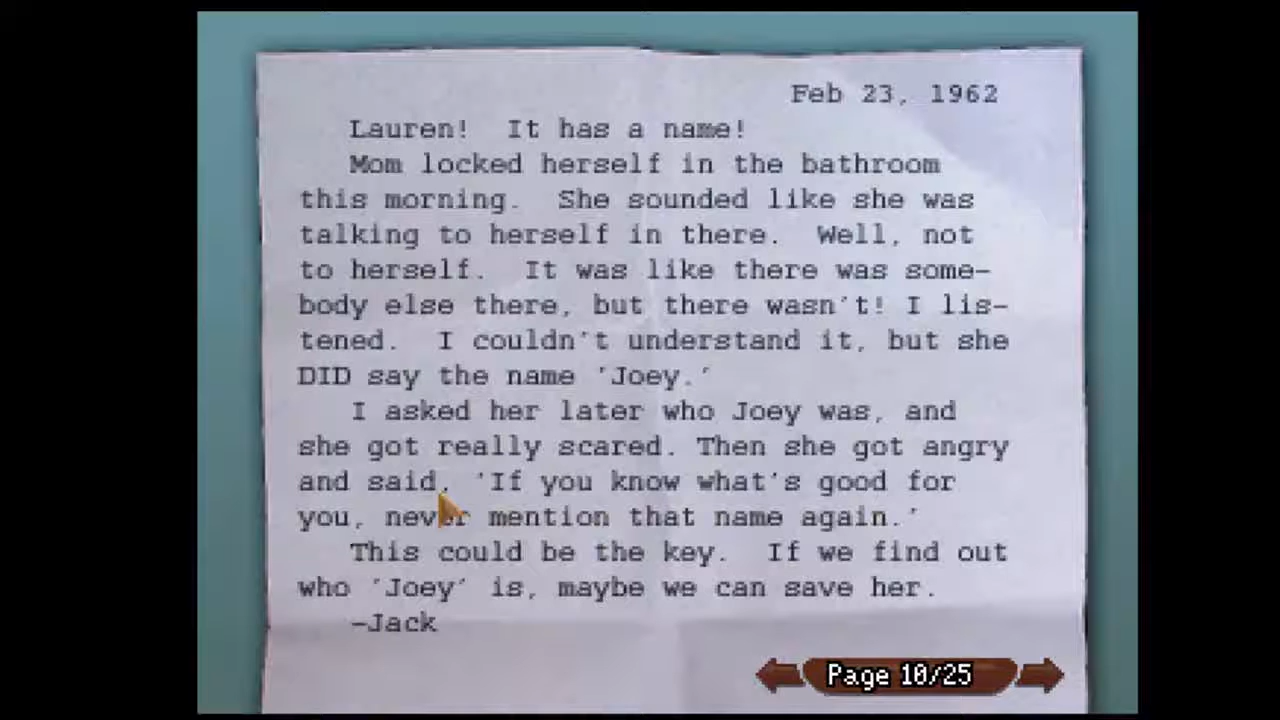 Feb 23, 1962
Lauren!  It has a name!
Mom locked herself in the bathroom
this morning.  She sounded like she was
talking to herself in there.  Well, not
to herself.  It was like there was some-
body else there, but there wasn't! I lis-
tened.  I couldn't understand it, but she
DID say the name 'Joey.'
I asked her later who Joey was, and
she got really scared. Then she got angry
and said, 'If you know what's good for
you, never mention that name again.'
This could be the key.  If we find out
who 'Joey' is, maybe we can save her.
-Jack
Page 10/25